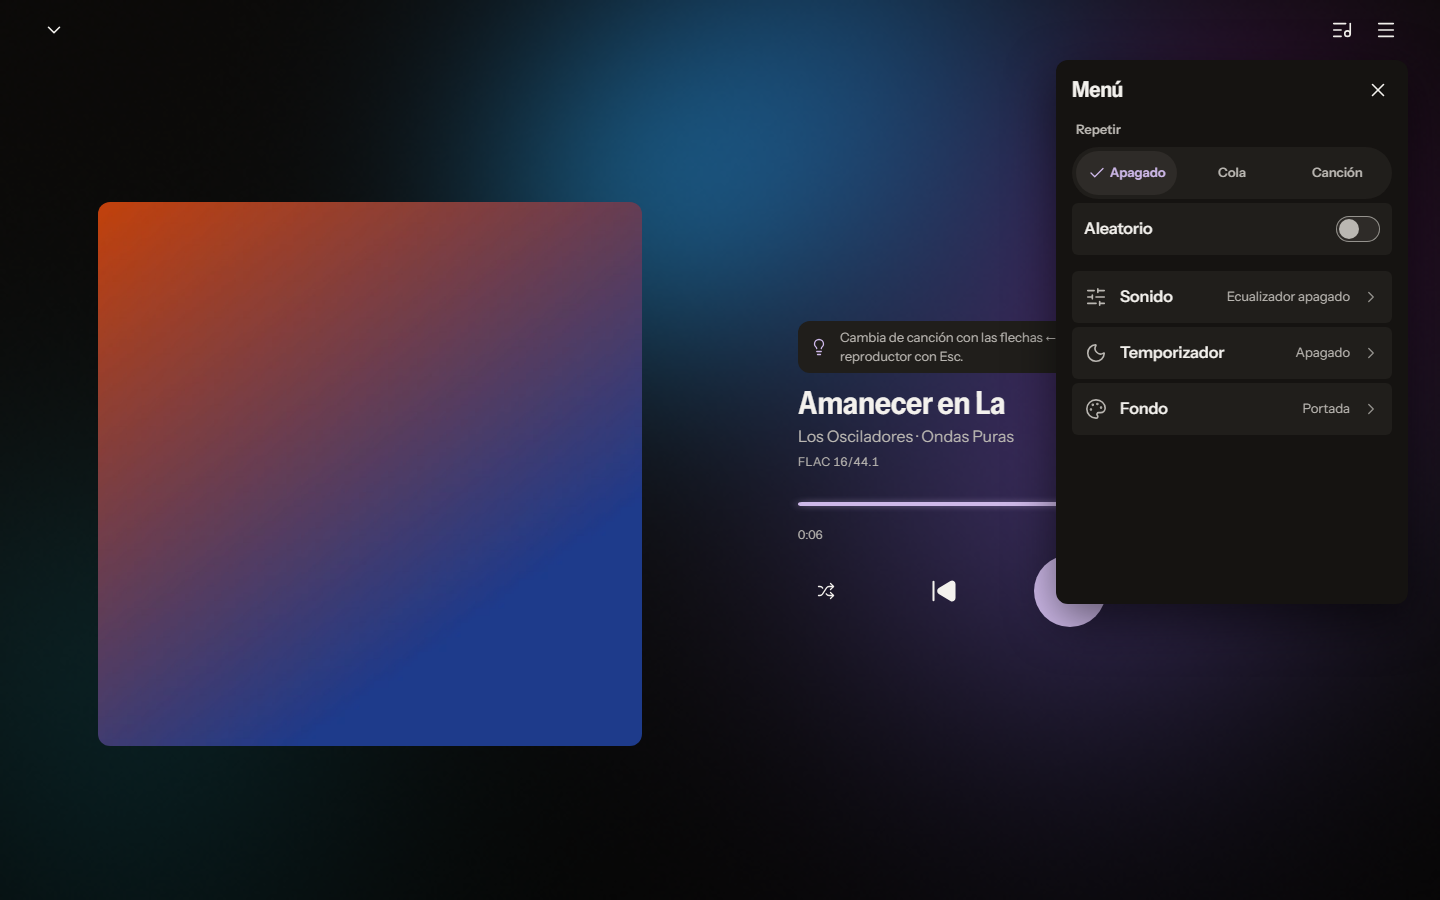 Menú
Repetir
Apagado
Cola
Canción
Aleatorio
Sonido
Ecualizador apagado
Temporizador
Apagado
Fondo
Portada
Cambia de canción con las flechas ←
reproductor con Esc.
Amanecer en La
Los Osciladores · Ondas Puras
FLAC 16/44.1
0:06